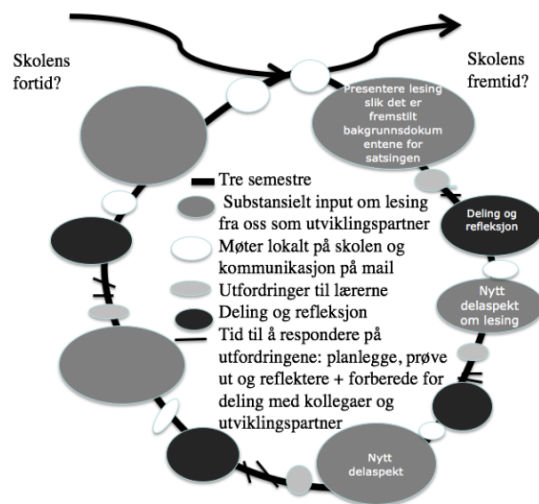 Skolens
fortid?
Skolens
fremtid?
Presentere lesing
slik det er
fremstilt
bakgrunnsdokum
entene for
satsingen
Tre semestre
Substansielt input om lesing
fra oss som utviklingspartner
Møter lokalt på skolen og
kommunikasjon på mail
Utfordringer til lærerne
Deling og refleksjon
Tid til å respondere på
utfordringene: planlegge, prøve
ut og reflektere + forberede for
deling med kollegaer og
utviklingspartner
Deling og
refleksjon
Nytt
delaspekt
om lesing
Nytt
delaspekt